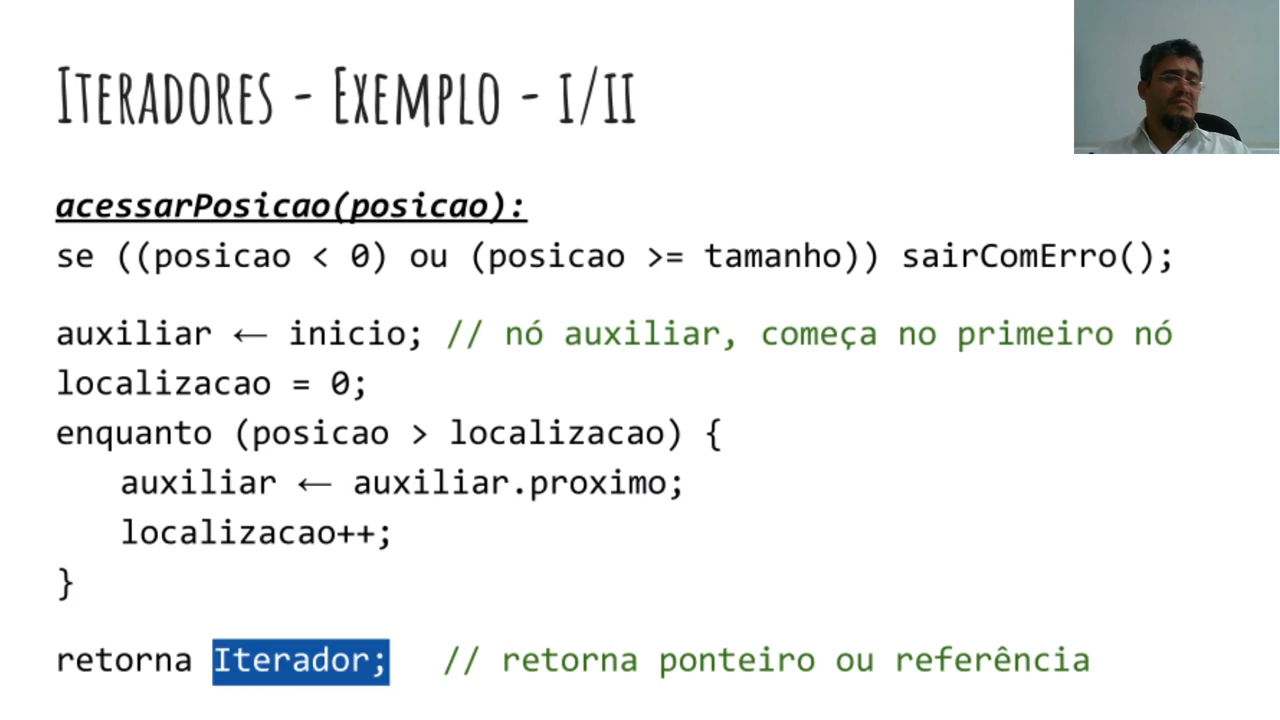 ITERADORES - EXEMPLO - I/II
acessarPosicao(posicao):
se ((posicao < 0) ou (posicao >= tamanho)) sairComErro();
auxiliar ← inicio; // nó auxiliar, começa no primeiro nó
localizacao = 0;
enquanto (posicao > localizacao) {
auxiliar ← auxiliar.proximo;
localizacao++;
}
retorna Iterador; // retorna ponteiro ou referência